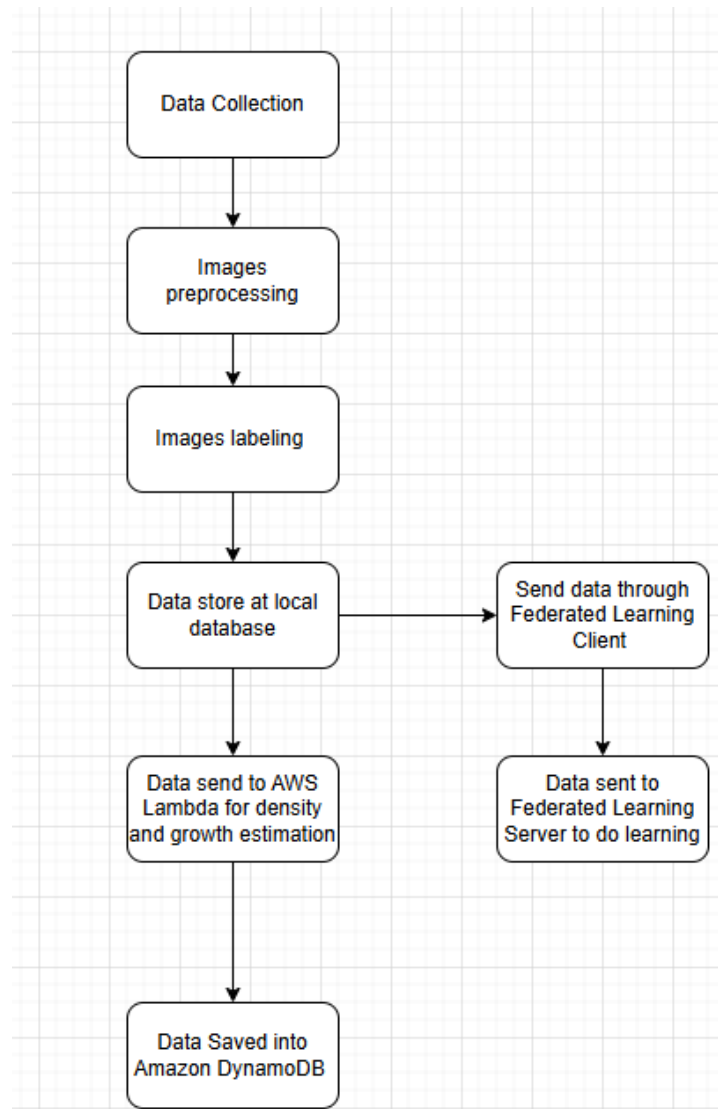 Data Collection
Images
preprocessing
Images labeling
Data store at local
database
Send data through
Federated Learning
Client
Data send to AWS
Lambda for density
and growth estimation
Data sent to
Federated Learning
Server to do learning
Data Saved into
Amazon DynamoDB